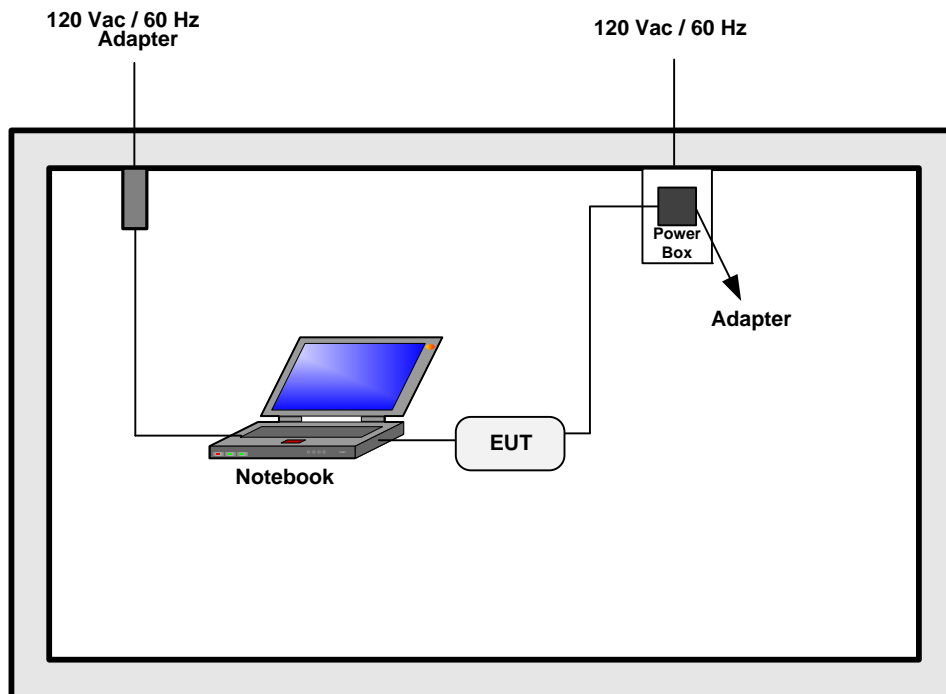 120 Vac / 60 Hz
Adapter
120 Vac / 60 Hz
Power
Box
Adapter
EUT
Notebook